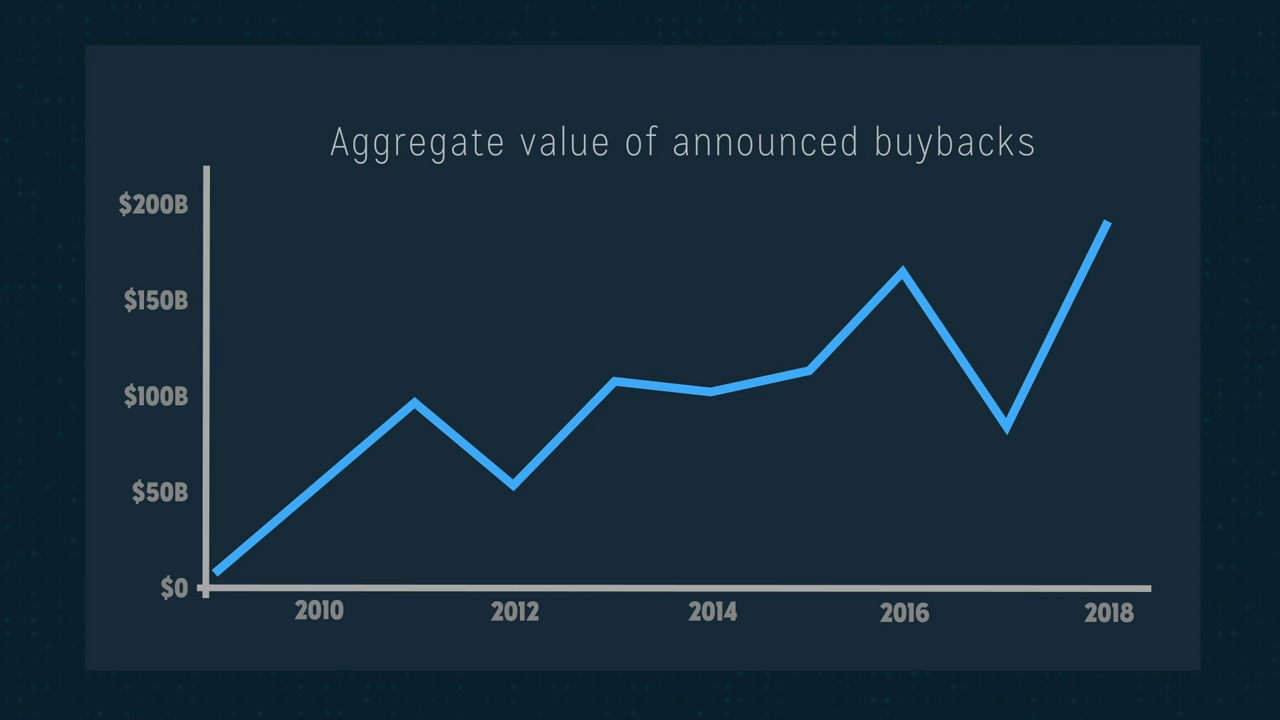 Aggregate value of announced buybacks
$200B
$150B
$100B
$50B
$0
2010 2012 2014 2016 2018